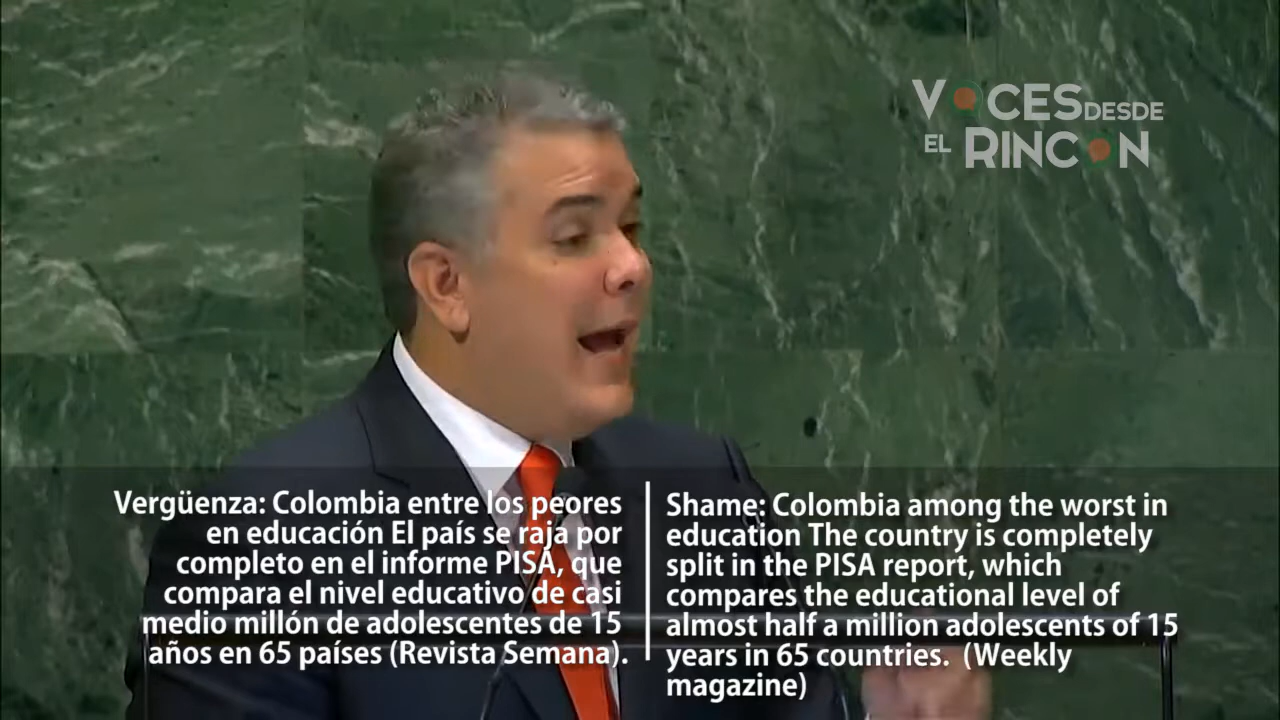 VOCES DESDE
EL RINCÓN
Vergüenza: Colombia entre los peores
en educación El país se raja por
completo en el informe PISA, que
compara el nivel educativo de casi
medio millón de adolescentes de 15
años en 65 países (Revista Semana).
Shame: Colombia among the worst in
education The country is completely
split in the PISA report, which
compares the educational level of
almost half a million adolescents of 15
years in 65 countries. (Weekly
magazine)